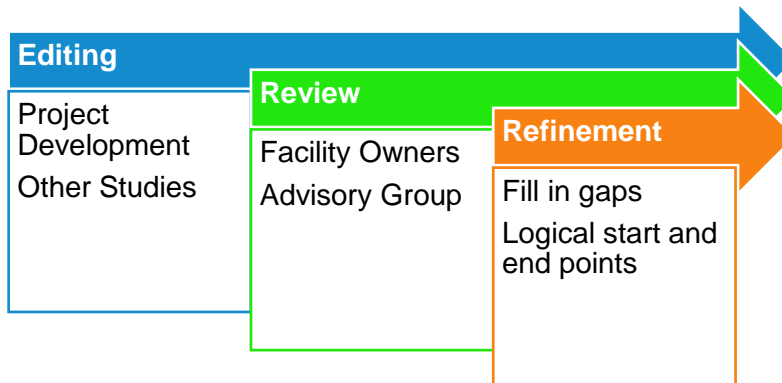 Editing
Project
Development
Other Studies
Review
Facility Owners
Advisory Group
Refinement
Fill in gaps
Logical start and
end points